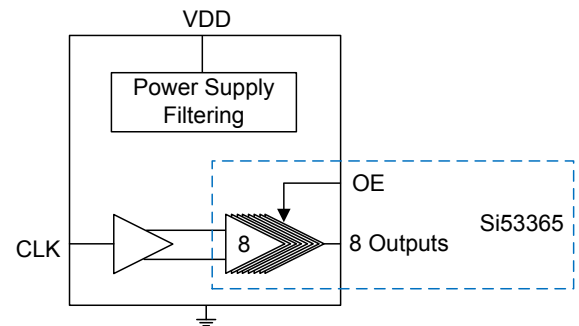 VDD
Power Supply
Filtering
OE
Si53365
CLK
8
8 Outputs